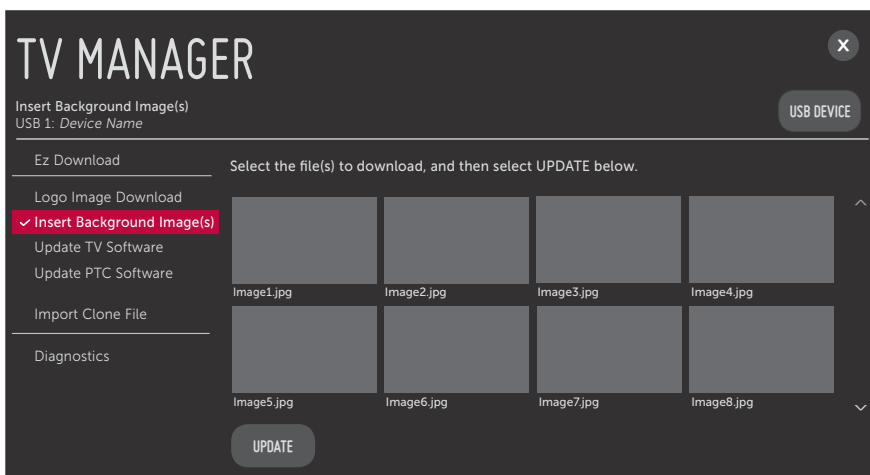 TV MANAGER
X
Insert Background Image(s)
USB 1: Device Name
USB DEVICE
Ez Download
Logo Image Download
Insert Background Image(s)
Update TV Software
Update PTC Software
Import Clone File
Diagnostics
Select the file(s) to download, and then select UPDATE below.
Image1.jpg Image2.jpg Image3.jpg Image4.jpg
Image5.jpg Image6.jpg Image7.jpg Image8.jpg
UPDATE